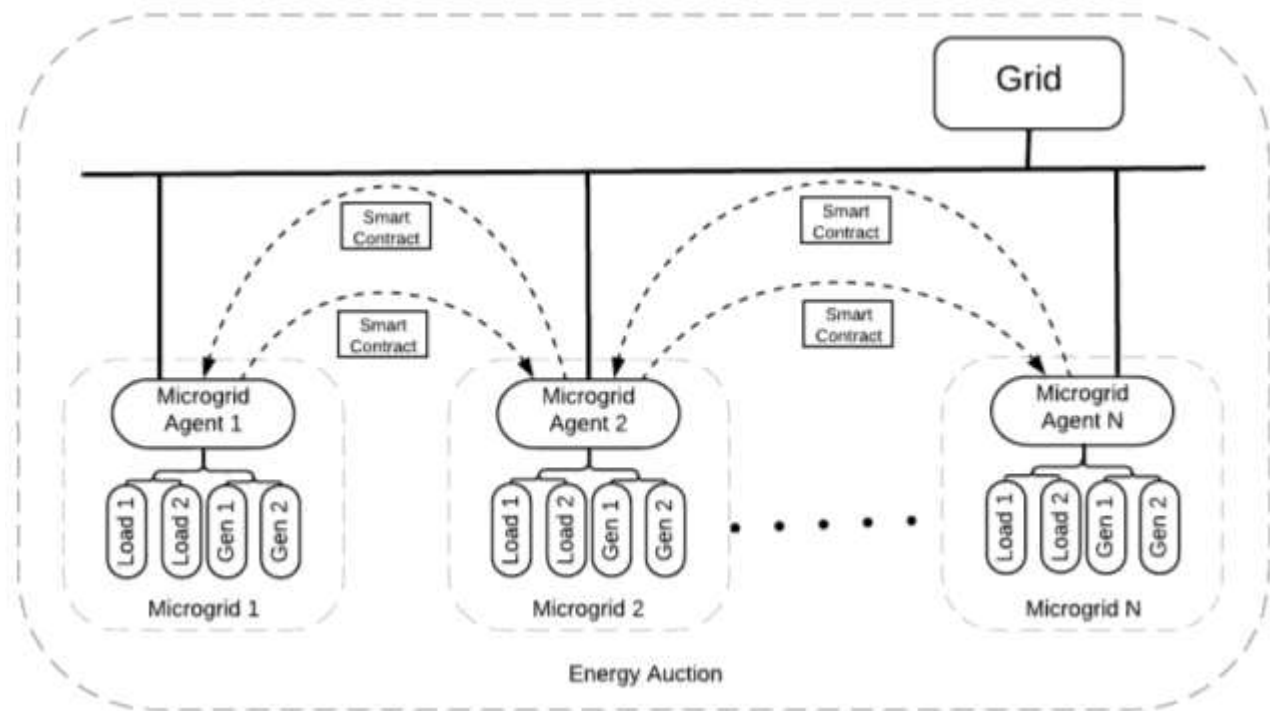 Grid
Smart
Contract
Smart
Contract
Smart
Contract
Smart
Contract
Microgrid
Agent 1
Microgrid
Agent 2
Microgrid
Agent N
Load 1
Load 2
Gen 1
Gen 2
Load 1
Load 2
Gen 1
Gen 2
Load 1
Load 2
Gen 1
Gen 2
Microgrid 1
Microgrid 2
Microgrid N
Energy Auction